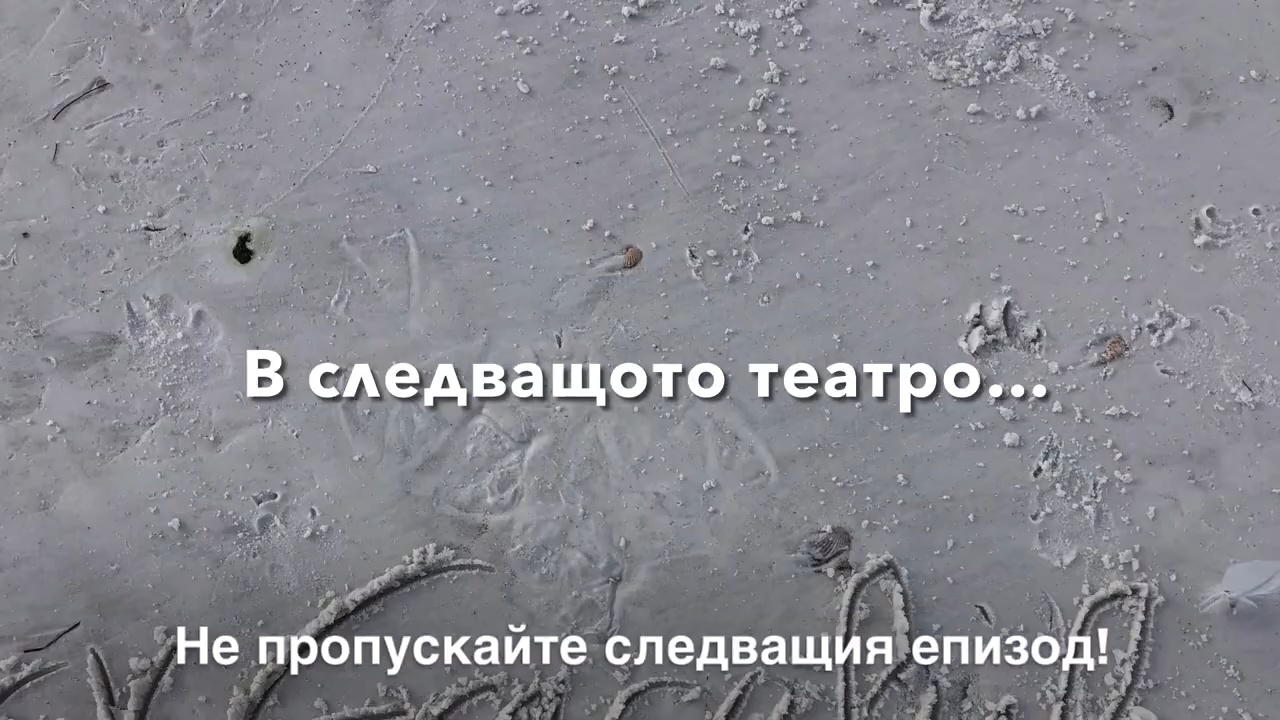 В следващото театро...
Не пропускайте следващия епизод!